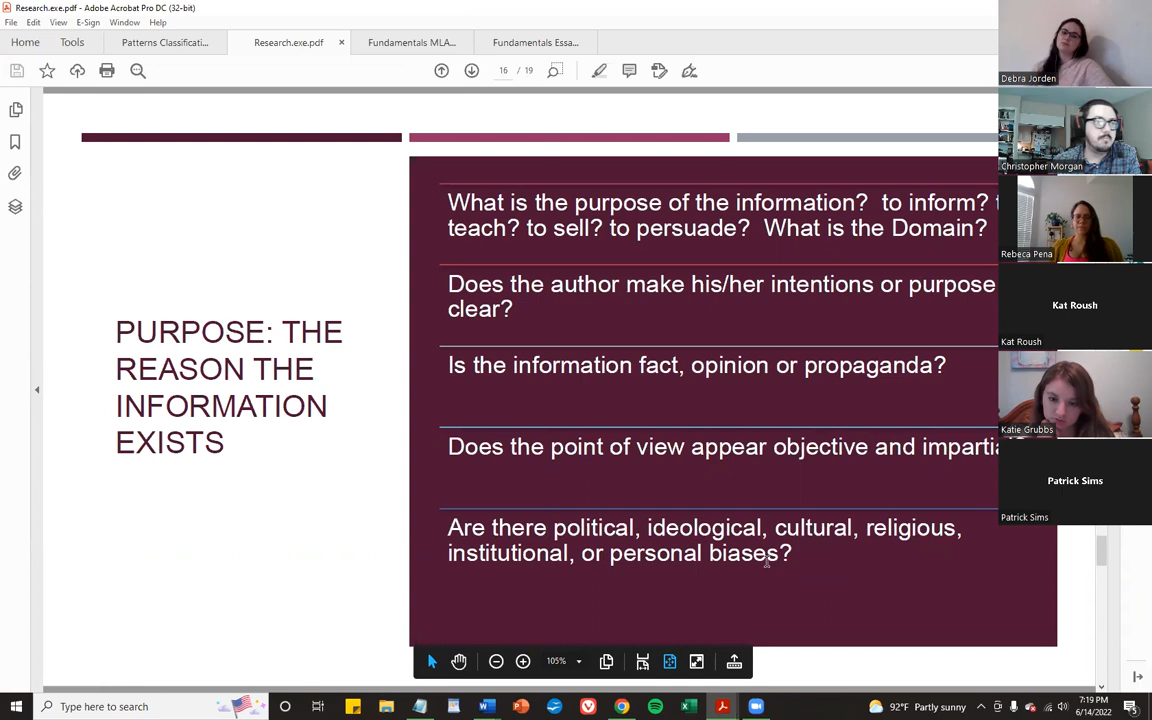 Research.exe.pdf - Adobe Acrobat Pro DC (32-bit)
File Edit View E-Sign Window Help
Home Tools Patterns Classificati... Research.exe.pdf × Fundamentals MLA... Fundamentals Essa...
16 / 19
PURPOSE: THE
REASON THE
INFORMATION
EXISTS
What is the purpose of the information? to inform?
teach? to sell? to persuade? What is the Domain?
Does the author make his/her intentions or purpose
clear?
Is the information fact, opinion or propaganda?
Does the point of view appear objective and
Are there political, ideological, cultural, religious,
institutional, or personal biases?
Debra Jorden
Christopher Morgan
Rebeca Pena
Kat Roush
Kat Roush
Katie Grubbs
Patrick Sims
Patrick Sims
105%
Type here to search
92°F Partly sunny
7:19 PM
6/14/2022